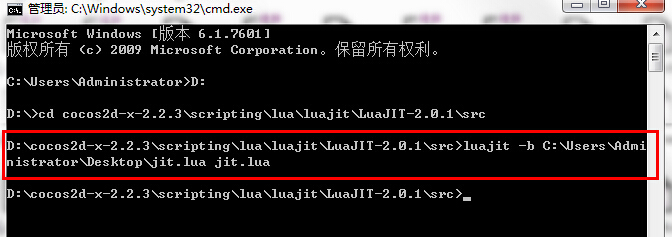 管理员: C:\Windows\system32\cmd.exe
Microsoft Windows [版本 6.1.7601]
版权所有 (c) 2009 Microsoft Corporation。保留所有权利。
C:\Users\Administrator>D:
D:\>cd cocos2d-x-2.2.3\scripting\lua\luajit\LuaJIT-2.0.1\src
D:\cocos2d-x-2.2.3\scripting\lua\luajit\LuaJIT-2.0.1\src>luajit -b C:\Users\Admi
nistrator\Desktop\jit.lua jit.lua
D:\cocos2d-x-2.2.3\scripting\lua\luajit\LuaJIT-2.0.1\src>